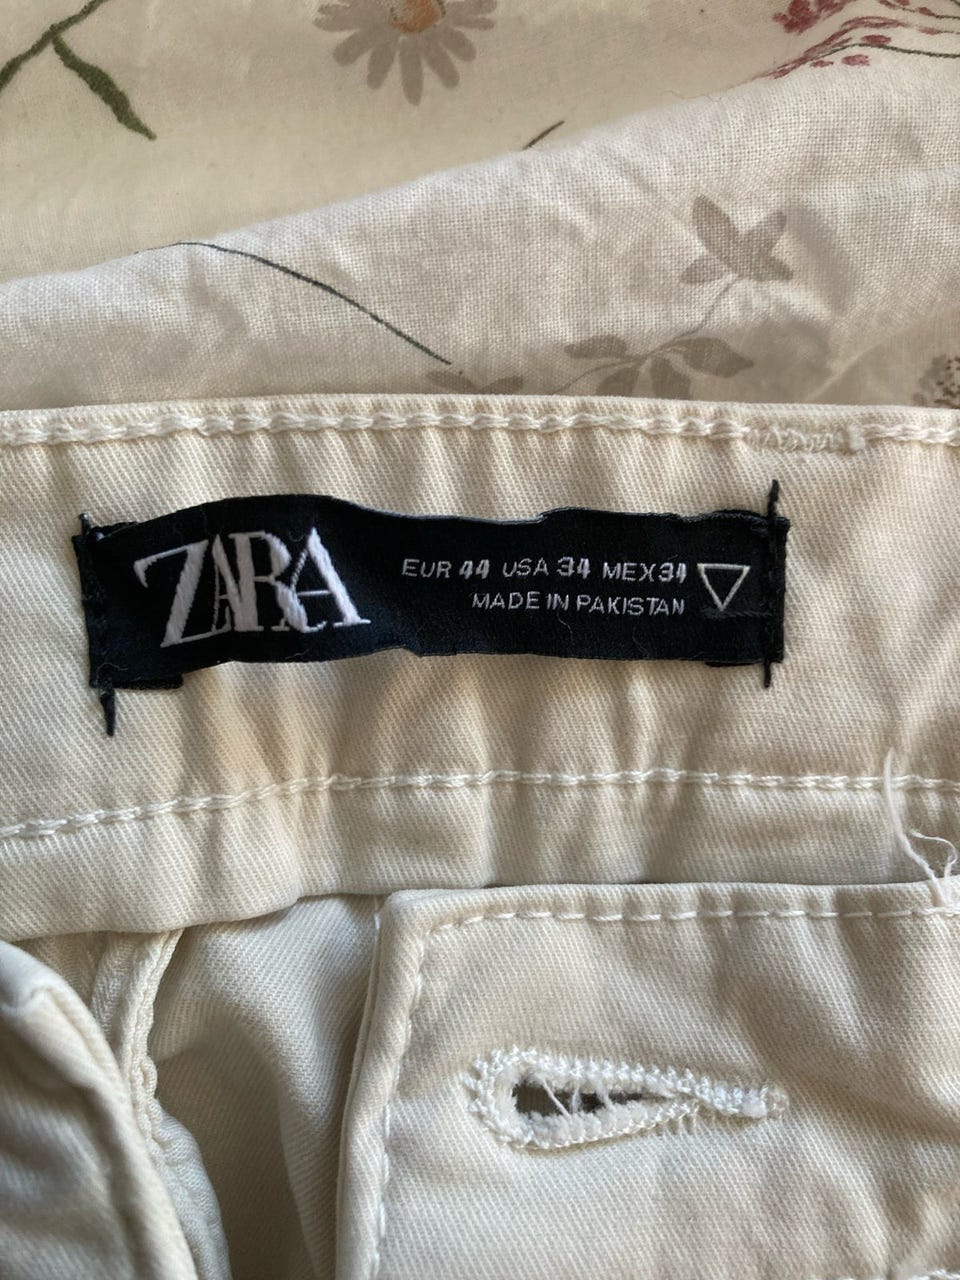 ZARA
EUR 44 USA 34 MEX 34
MADE IN PAKISTAN